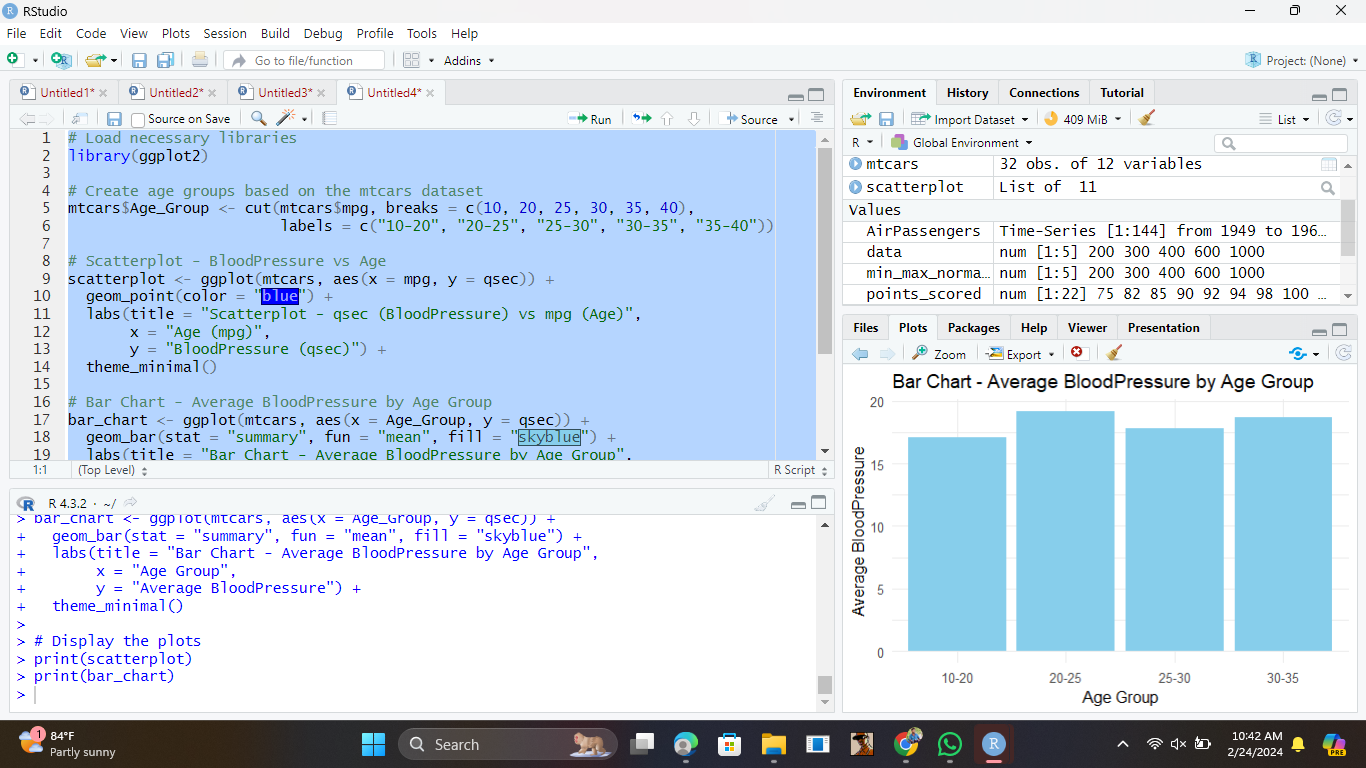 RStudio
File Edit Code View Plots Session Build Debug Profile Tools Help
Go to file/function Addins Project: (None)
Untitled1* Untitled2* Untitled3* Untitled4*
Source on Save Run Source
1 # Load necessary libraries
2 library(ggplot2)
3
4 # Create age groups based on the mtcars dataset
5 mtcars$Age_Group <- cut(mtcars$mpg, breaks = c(10, 20, 25, 30, 35, 40),
6 labels = c("10-20", "20-25", "25-30", "30-35", "35-40"))
7
8 # Scatterplot - BloodPressure vs Age
9 scatterplot <- ggplot(mtcars, aes(x = mpg, y = qsec)) +
10 geom_point(color = "blue") +
11 labs(title = "Scatterplot - qsec (BloodPressure) vs mpg (Age)",
12 x = "Age (mpg)",
13 y = "BloodPressure (qsec)") +
14 theme_minimal()
15
16 # Bar Chart - Average BloodPressure by Age Group
17 bar_chart <- ggplot(mtcars, aes(x = Age_Group, y = qsec)) +
18 geom_bar(stat = "summary", fun = "mean", fill = "skyblue") +
19 labs(title = "Bar Chart - Average BloodPressure by Age Group",
1:1 (Top Level) R Script
R 4.3.2 · ~/
> bar_chart <- ggplot(mtcars, aes(x = Age_Group, y = qsec)) +
+ geom_bar(stat = "summary", fun = "mean", fill = "skyblue") +
+ labs(title = "Bar Chart - Average BloodPressure by Age Group",
+ x = "Age Group",
+ y = "Average BloodPressure") +
+ theme_minimal()
>
> # Display the plots
> print(scatterplot)
> print(bar_chart)
>
Environment History Connections Tutorial
Import Dataset 409 MiB List
R Global Environment
mtcars 32 obs. of 12 variables
scatterplot List of 11
Values
AirPassengers Time-Series [1:144] from 1949 to 196…
data num [1:5] 200 300 400 600 1000
min_max_norma… num [1:5] 200 300 400 600 1000
points_scored num [1:22] 75 82 85 90 92 94 98 100 …
Files Plots Packages Help Viewer Presentation
Zoom Export
Bar Chart - Average BloodPressure by Age Group
Average BloodPressure
20
15
10
5
0
10-20 20-25 25-30 30-35
Age Group
1 84°F
Partly sunny
Search
10:42 AM
2/24/2024
PRE